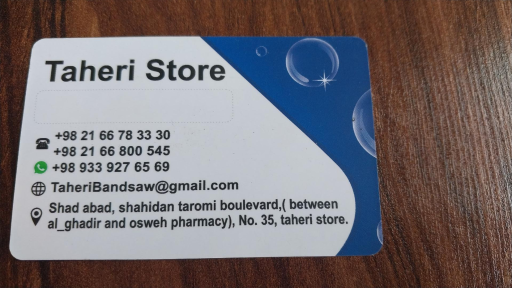 Taheri Store
+98 21 66 78 33 30
+98 21 66 800 545
+98 933 927 65 69
TaheriBandsaw@gmail.com
Shad abad, shahidan taromi boulevard,( between
al_ghadir and osweh pharmacy), No. 35, taheri store.